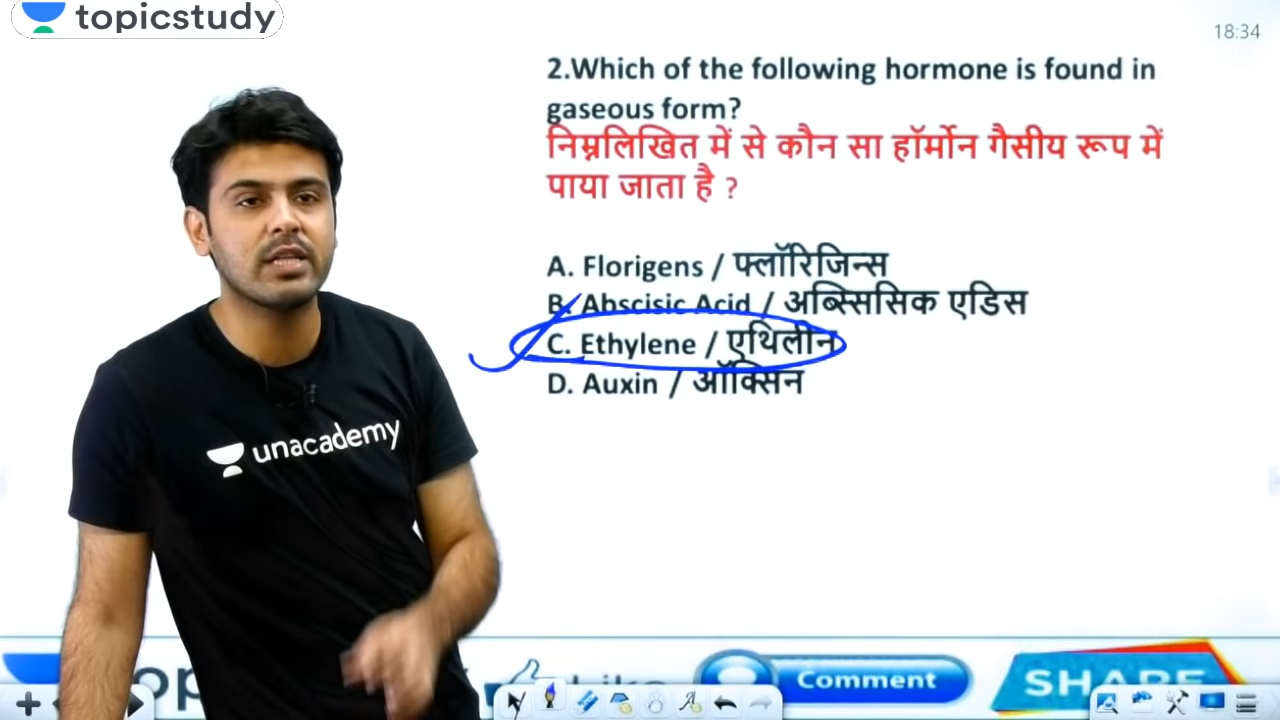 topicstudy
18:34
2.Which of the following hormone is found in
gaseous form?
निम्नलिखित में से कौन सा हॉर्मोन गैसीय रूप में
पाया जाता है ?
A. Florigens / फ्लॉरिजिन्स
B. Abscisic Acid / अब्स्सिसिक एडिस
C. Ethylene / एथिलीन
D. Auxin / ऑक्सिन
unacademy
Comment
SHARE